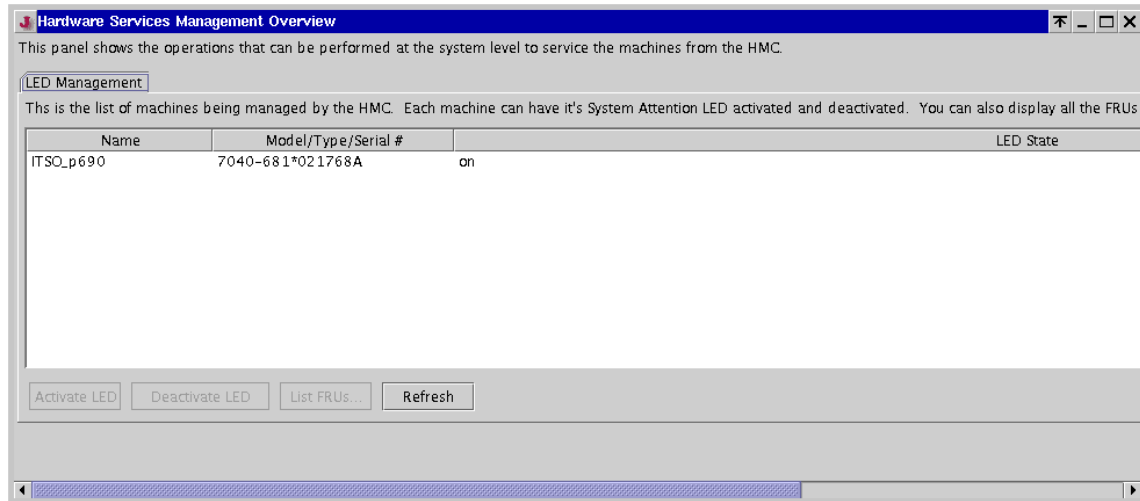 Hardware Services Management Overview
This panel shows the operations that can be performed at the system level to service the machines from the HMC.
LED Management
Ths is the list of machines being managed by the HMC. Each machine can have it's System Attention LED activated and deactivated. You can also display all the FRUs
Name Model/Type/Serial # LED State
ITSO_p690 7040-681*021768A on
Activate LED Deactivate LED List FRUs... Refresh